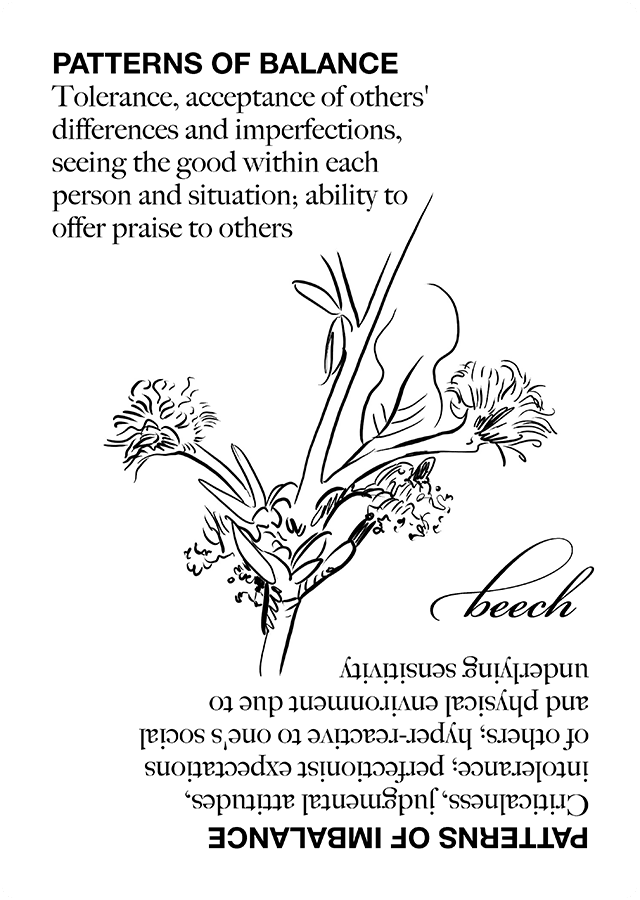 PATTERNS OF BALANCE
Tolerance, acceptance of others'
differences and imperfections,
seeing the good within each
person and situation; ability to
offer praise to others
beech
PATTERNS OF IMBALANCE
Criticalness, judgmental attitudes,
intolerance; perfectionist expectations
of others; hyper-reactive to one's social
and physical environment due to
underlying sensitivity